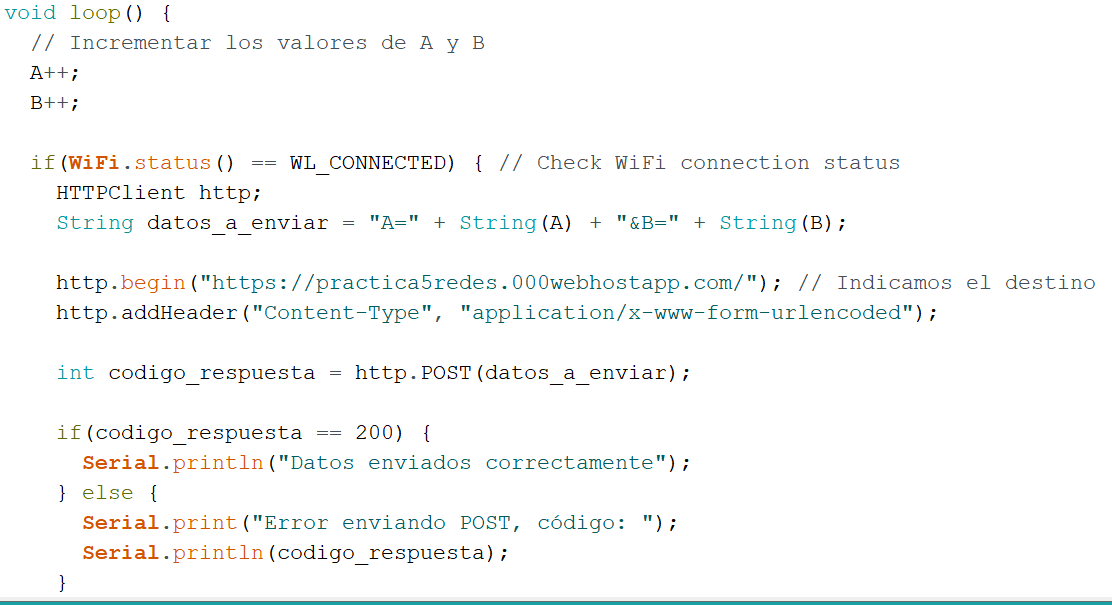 void loop() {
// Incrementar los valores de A y B
A++;
B++;
if(WiFi.status() == WL_CONNECTED) { // Check WiFi connection status
HTTPClient http;
String datos_a_enviar = "A=" + String(A) + "&B=" + String(B);
http.begin("https://practica5redes.000webhostapp.com/"); // Indicamos el destino
http.addHeader("Content-Type", "application/x-www-form-urlencoded");
int codigo_respuesta = http.POST(datos_a_enviar);
if(codigo_respuesta == 200) {
Serial.println("Datos enviados correctamente");
} else {
Serial.print("Error enviando POST, código: ");
Serial.println(codigo_respuesta);
}